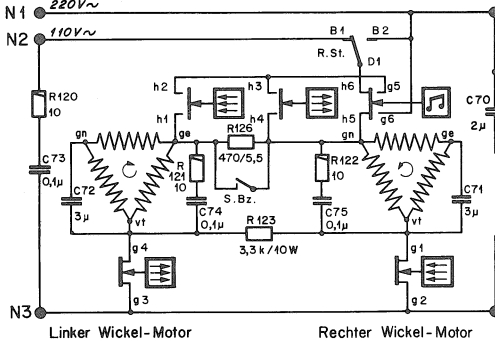 N1 220V~
N2 110V~
B1 B2
R.St.
D1
h2 h3 h6 g5
R120
10
h1 h4 h5 g6
C70
2µ
gn ge R126 gn ge
470/5,5
C73
0,1µ
C72
3µ
R
121
10
R122
10
C71
3µ
S.Bz.
C74
0,1µ
C75
0,1µ
vt vt
R 123
3,3k/10W
g4 g1
g3 g2
N3
Linker Wickel-Motor Rechter Wickel-Motor